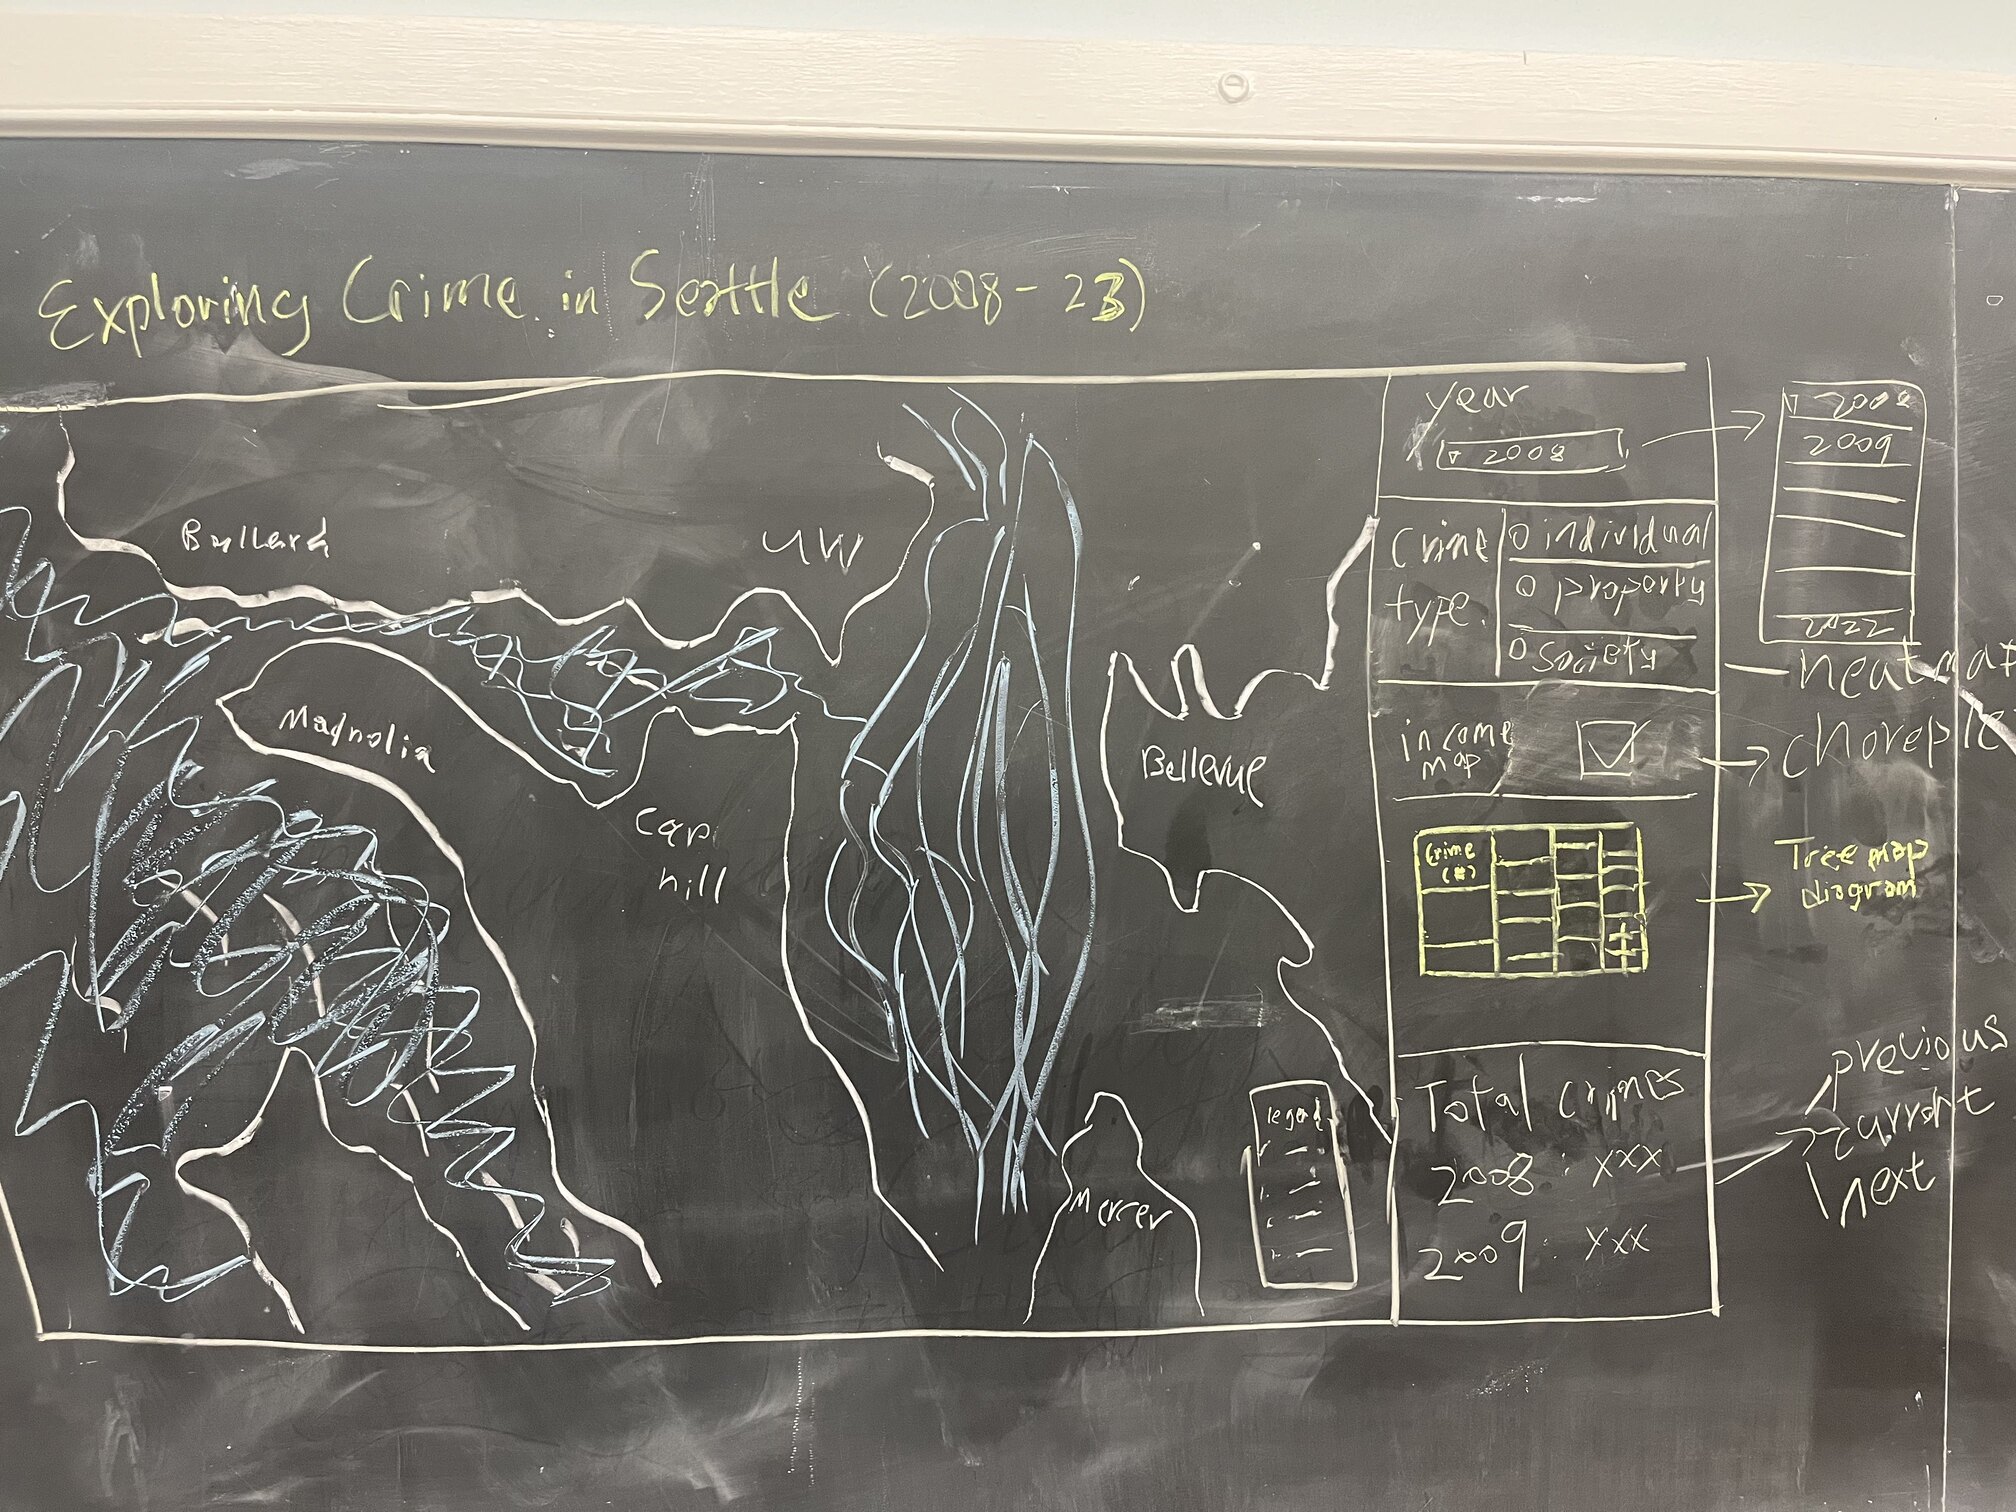 Exploring Crime in Seattle (2008-23)
Ballard
UW
Magnolia
Cap
hill
Bellevue
Mercer
legend
year
2008
2008
2009
2022
Crime
type
individual
property
society
heatmap
income
map
Crime
(#)
Tree map
diagram
Total crimes
2008: xxx
2009: xxx
previous
current
next